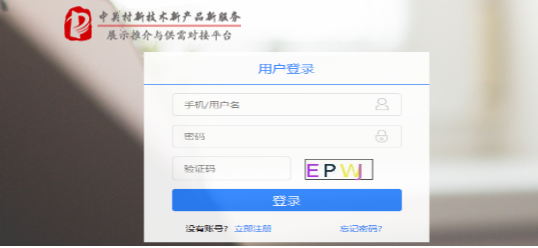 中关村新技术新产品新服务
展示推介与供需对接平台
用户登录
手机/用户名
密码
验证码
EPW
登录
没有账号? 立即注册 忘记密码?